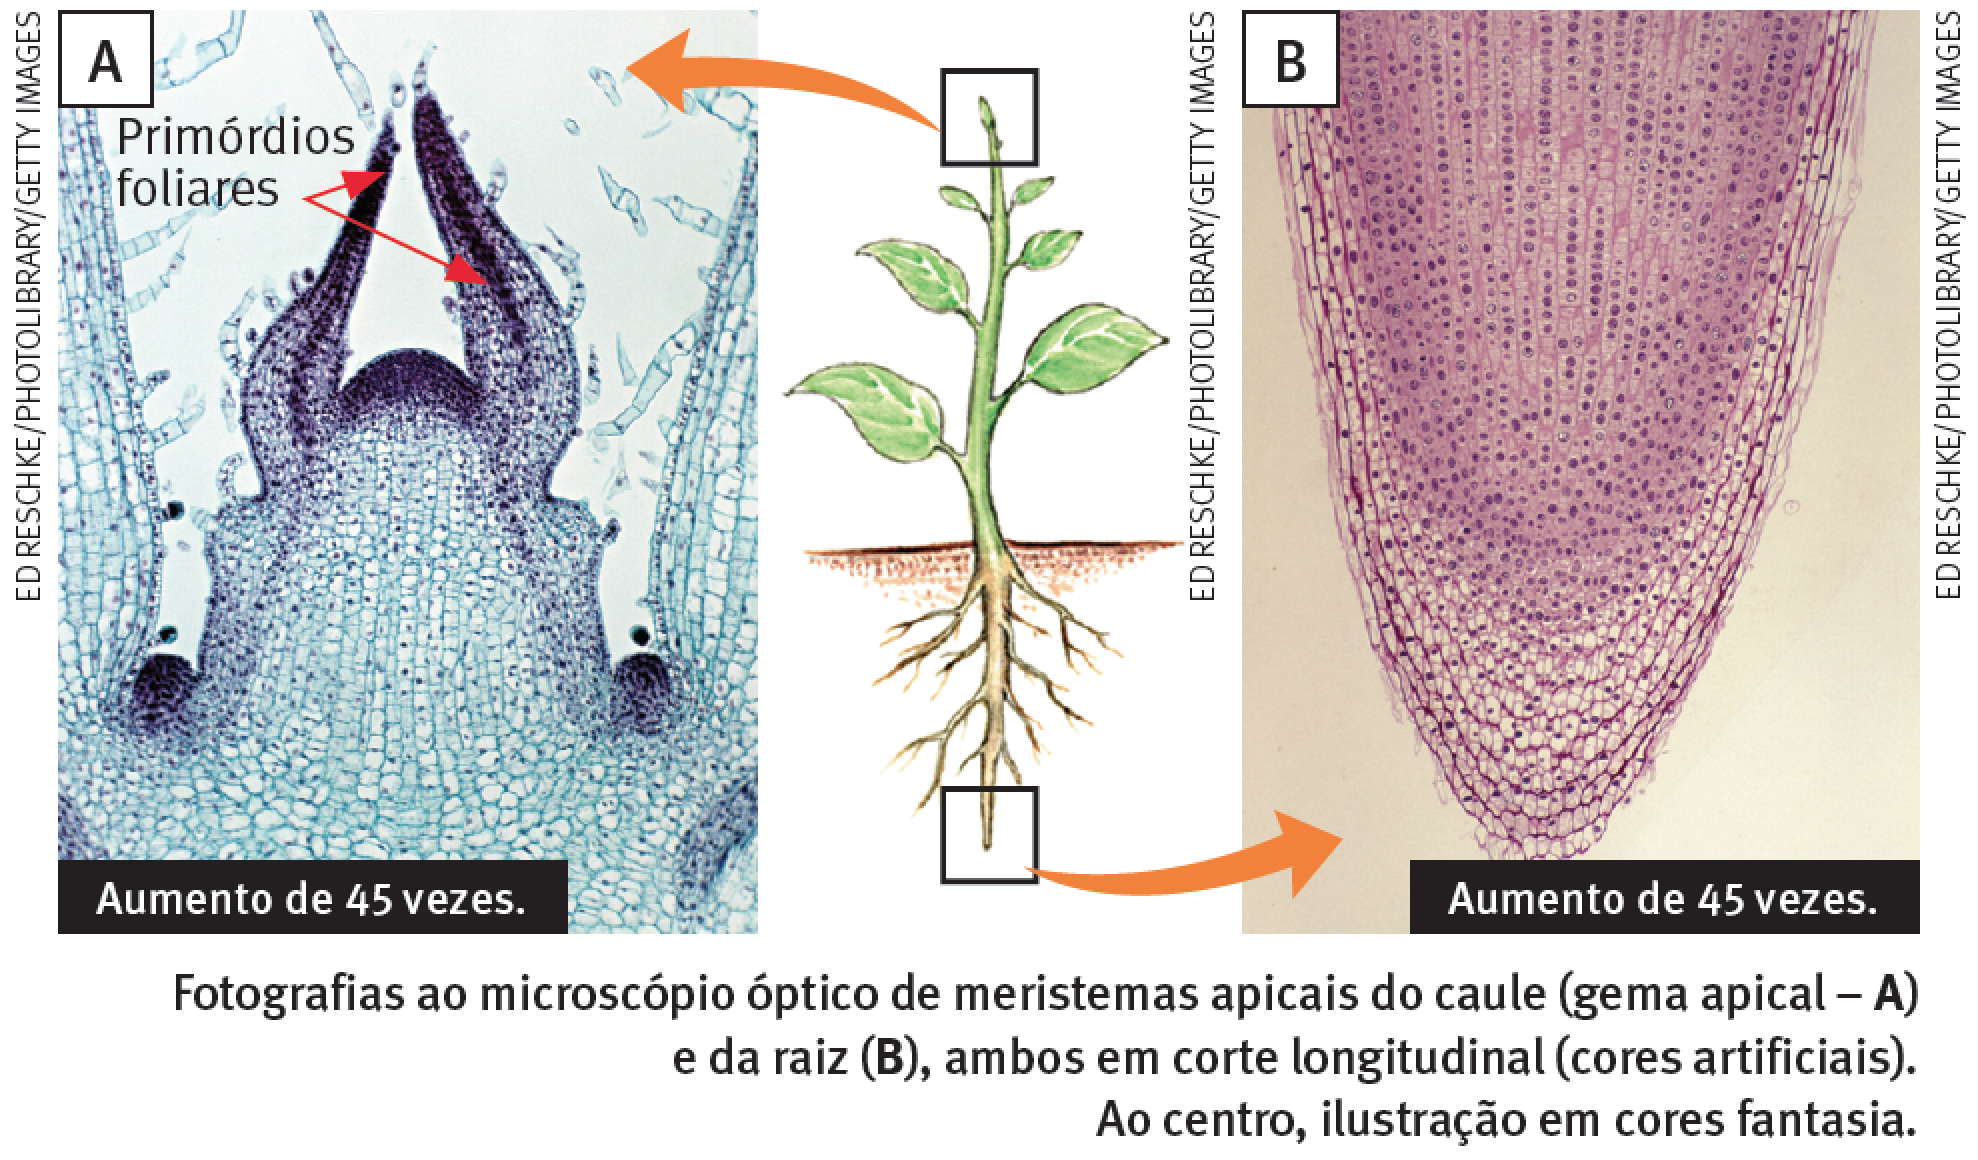 ED RESCHKE/PHOTOLIBRARY/GETTY IMAGES
A
Primórdios
foliares
Aumento de 45 vezes.
ED RESCHKE/PHOTOLIBRARY/GETTY IMAGES
B
Aumento de 45 vezes.
ED RESCHKE/PHOTOLIBRARY/GETTY IMAGES
Fotografias ao microscópio óptico de meristemas apicais do caule (gema apical – A)
e da raiz (B), ambos em corte longitudinal (cores artificiais).
Ao centro, ilustração em cores fantasia.